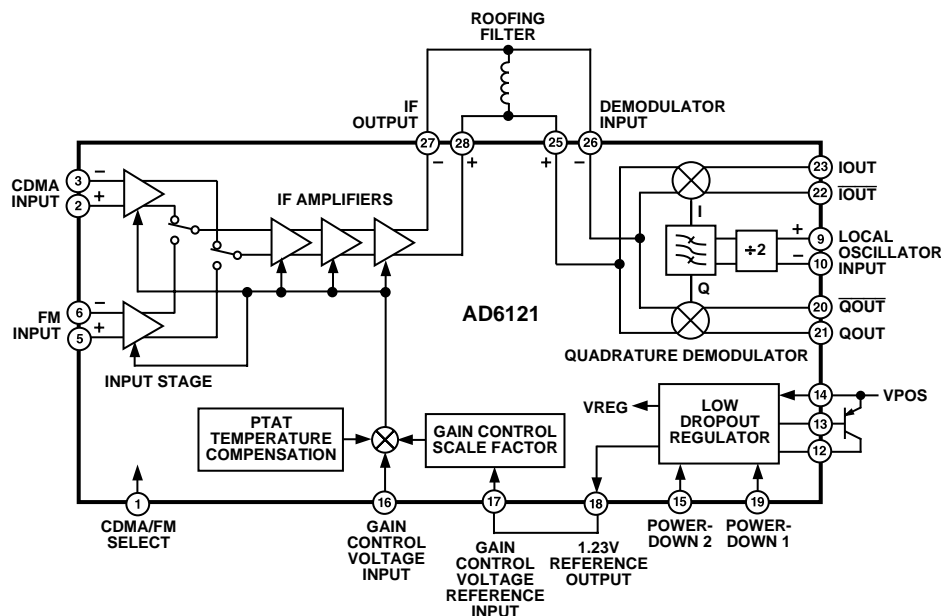 ROOFING
FILTER
IF
OUTPUT
DEMODULATOR
INPUT
27
28
25
26
−
+
+
−
CDMA
INPUT
3
−
2
+
IF AMPLIFIERS
FM
INPUT
6
−
5
+
INPUT STAGE
AD6121
I
Q
÷2
QUADRATURE DEMODULATOR
23
IOUT
22
IOUT
+
9
−
10
LOCAL
OSCILLATOR
INPUT
20
QOUT
21
QOUT
PTAT
TEMPERATURE
COMPENSATION
GAIN CONTROL
SCALE FACTOR
VREG
LOW
DROPOUT
REGULATOR
14
VPOS
13
12
1
16
17
18
15
19
CDMA/FM
SELECT
GAIN
CONTROL
VOLTAGE
INPUT
GAIN
CONTROL
VOLTAGE
REFERENCE
INPUT
1.23V
REFERENCE
OUTPUT
POWER-
DOWN 2
POWER-
DOWN 1